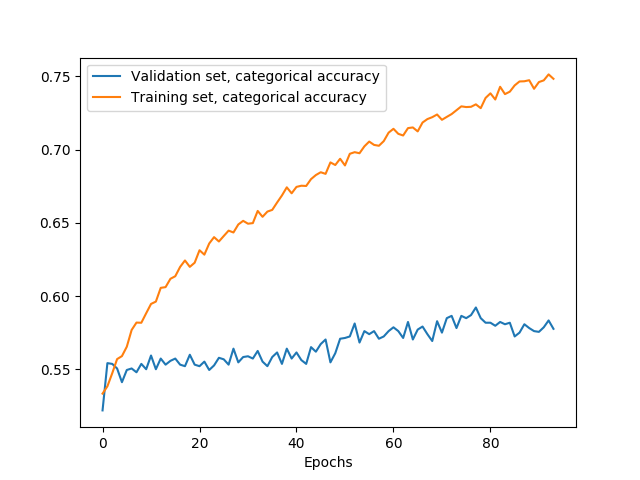 Validation set, categorical accuracy
Training set, categorical accuracy
0.75
0.70
0.65
0.60
0.55
0 20 40 60 80
Epochs